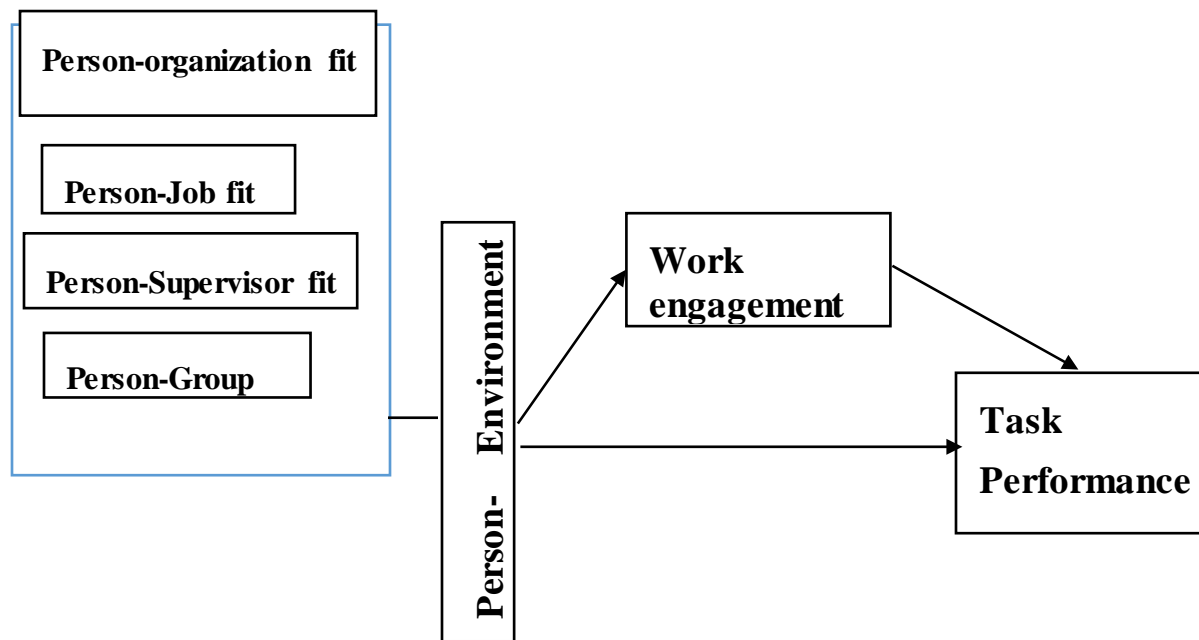 Person-organization fit
Person-Job fit
Person-Supervisor fit
Person-Group
Person- Environment
Work
engagement
Task
Performance